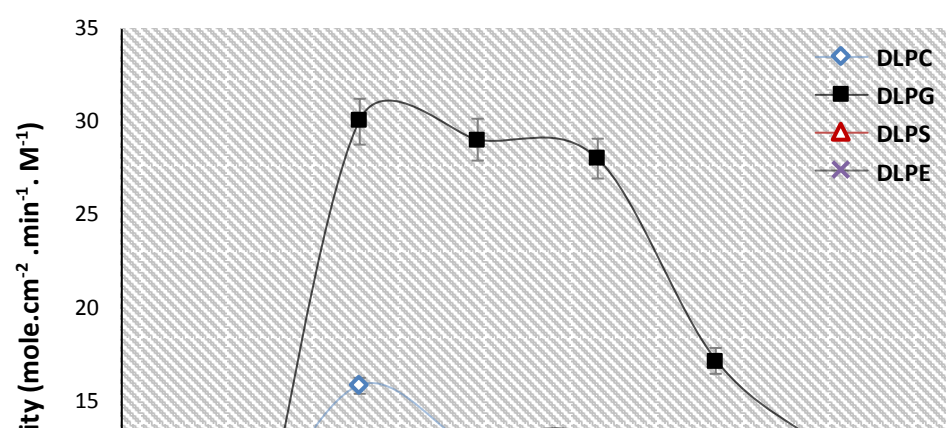 35
30
25
20
15
ity (mole.cm⁻² .min⁻¹. M⁻¹)
DLPC
DLPG
DLPS
DLPE